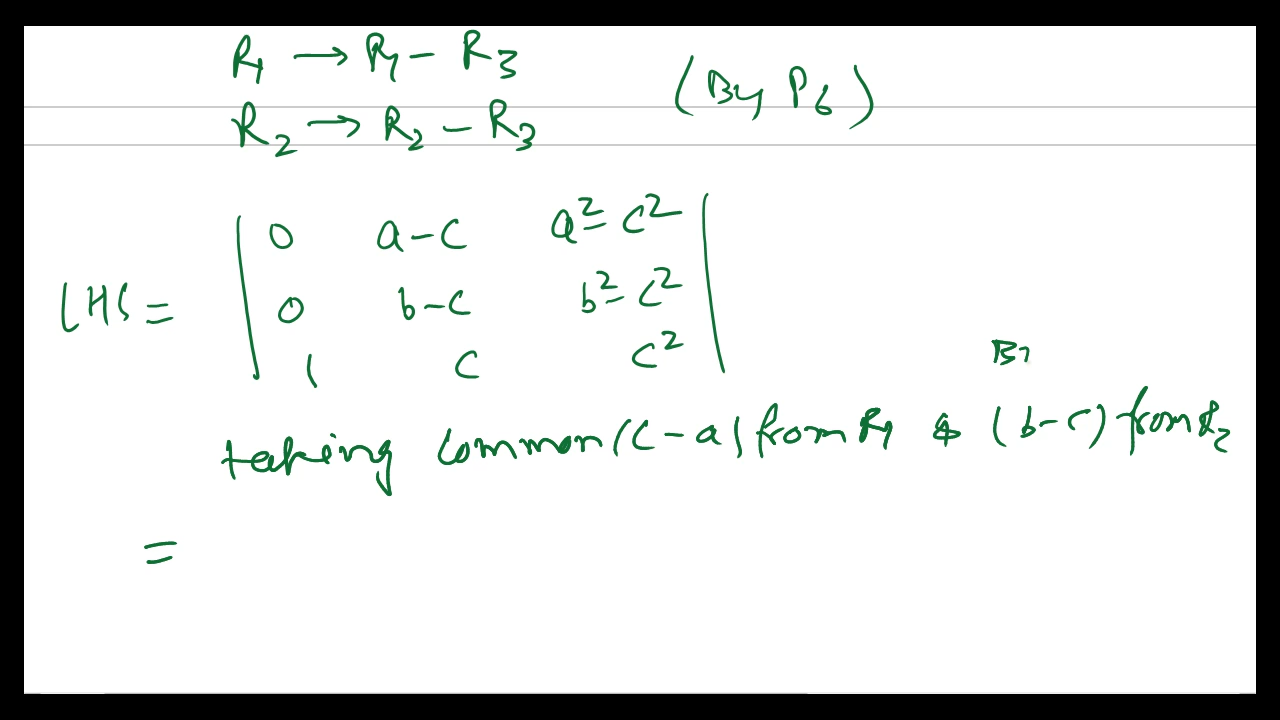 R1 → R1 − R3
(By P6)
R2 → R2 − R3
LHS = | 0 a−c a²−c² |
| 0 b−c b²−c² |
| 1 c c² |
taking common (c−a) from R1 & (b−c) from R2
=